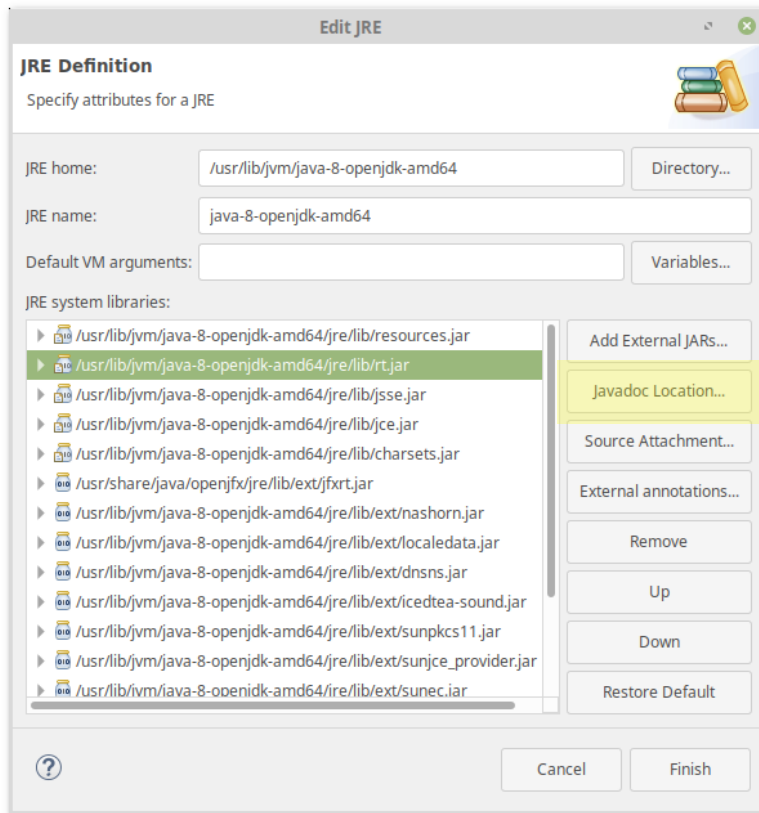 Edit JRE
JRE Definition
Specify attributes for a JRE
JRE home:
/usr/lib/jvm/java-8-openjdk-amd64
Directory...
JRE name:
java-8-openjdk-amd64
Default VM arguments:
Variables...
JRE system libraries:
/usr/lib/jvm/java-8-openjdk-amd64/jre/lib/resources.jar
/usr/lib/jvm/java-8-openjdk-amd64/jre/lib/rt.jar
/usr/lib/jvm/java-8-openjdk-amd64/jre/lib/jsse.jar
/usr/lib/jvm/java-8-openjdk-amd64/jre/lib/jce.jar
/usr/lib/jvm/java-8-openjdk-amd64/jre/lib/charsets.jar
/usr/share/java/openjfx/jre/lib/ext/jfxrt.jar
/usr/lib/jvm/java-8-openjdk-amd64/jre/lib/ext/nashorn.jar
/usr/lib/jvm/java-8-openjdk-amd64/jre/lib/ext/localedata.jar
/usr/lib/jvm/java-8-openjdk-amd64/jre/lib/ext/dnsns.jar
/usr/lib/jvm/java-8-openjdk-amd64/jre/lib/ext/icedtea-sound.jar
/usr/lib/jvm/java-8-openjdk-amd64/jre/lib/ext/sunpkcs11.jar
/usr/lib/jvm/java-8-openjdk-amd64/jre/lib/ext/sunjce_provider.jar
/usr/lib/jvm/java-8-openjdk-amd64/jre/lib/ext/sunec.jar
Add External JARs...
Javadoc Location...
Source Attachment...
External annotations...
Remove
Up
Down
Restore Default
?
Cancel
Finish